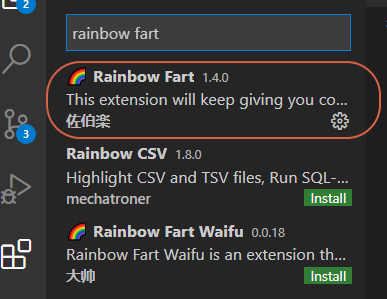 2
rainbow fart
🌈 Rainbow Fart 1.4.0
This extension will keep giving you co...
佐伯楽
3
Rainbow CSV 1.8.0
Highlight CSV and TSV files, Run SQL-...
mechatroner Install
🌈 Rainbow Fart Waifu 0.0.18
Rainbow Fart Waifu is an extension th...
大帅 Install